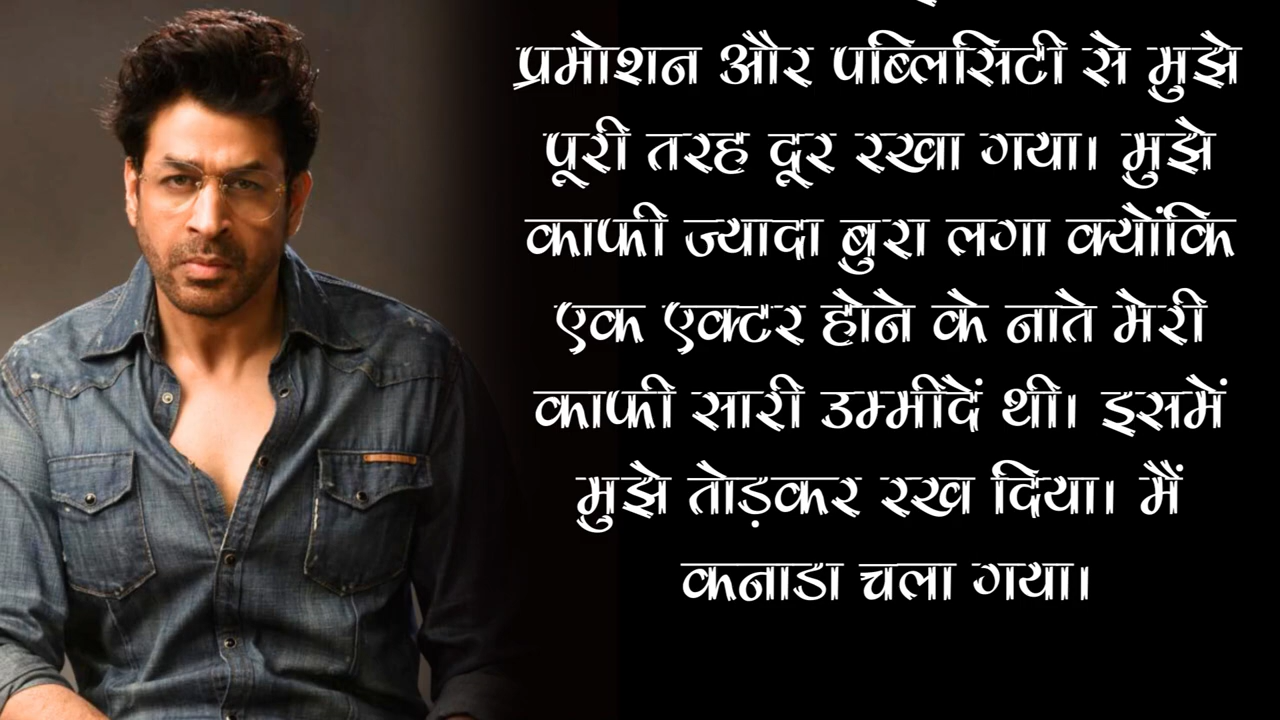 प्रमोशन और पब्लिसिटी से मुझे
पूरी तरह दूर रखा गया। मुझे
काफी ज्यादा बुरा लगा क्योंकि
एक एक्टर होने के नाते मेरी
काफी सारी उम्मीदें थी। इसमें
मुझे तोड़कर रख दिया। मैं
कनाडा चला गया।